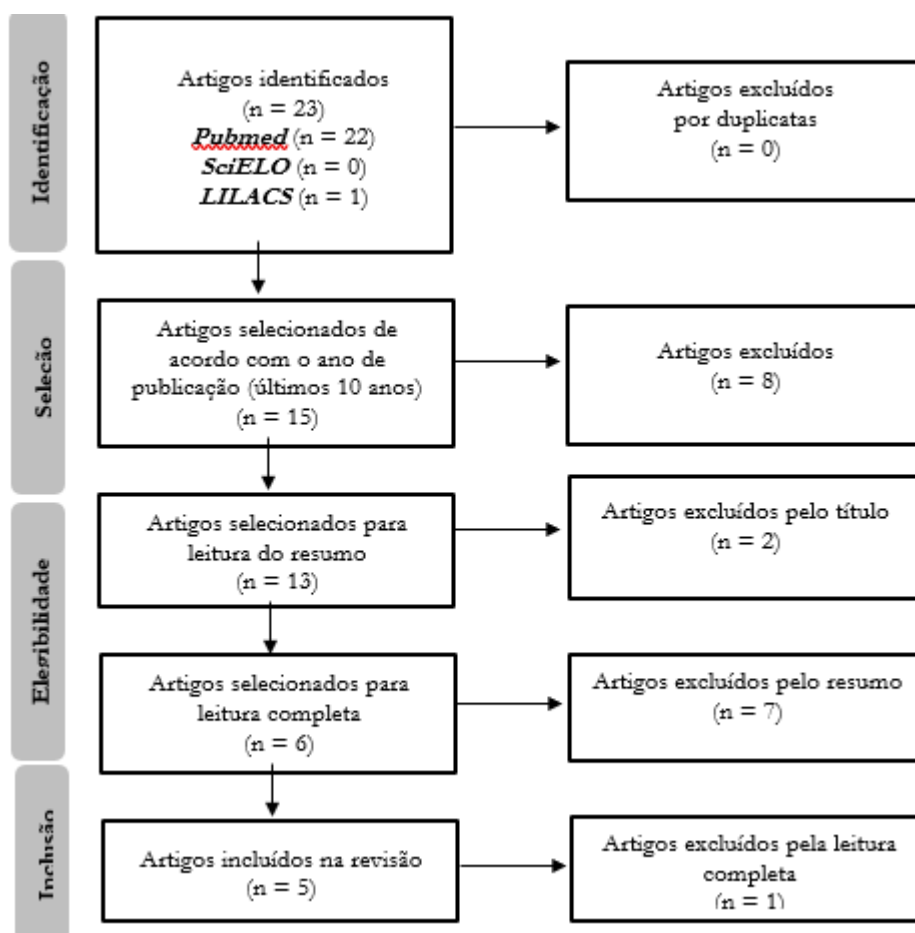 Identificação
Artigos identificados
(n = 23)
Pubmed (n = 22)
SciELO (n = 0)
LILACS (n = 1)
Artigos excluídos
por duplicatas
(n = 0)
Seleção
Artigos selecionados de
acordo com o ano de
publicação (últimos 10 anos)
(n = 15)
Artigos excluídos
(n = 8)
Elegibilidade
Artigos selecionados para
leitura do resumo
(n = 13)
Artigos excluídos pelo título
(n = 2)
Artigos selecionados para
leitura completa
(n = 6)
Artigos excluídos pelo resumo
(n = 7)
Inclusão
Artigos incluídos na revisão
(n = 5)
Artigos excluídos pela leitura
completa
(n = 1)